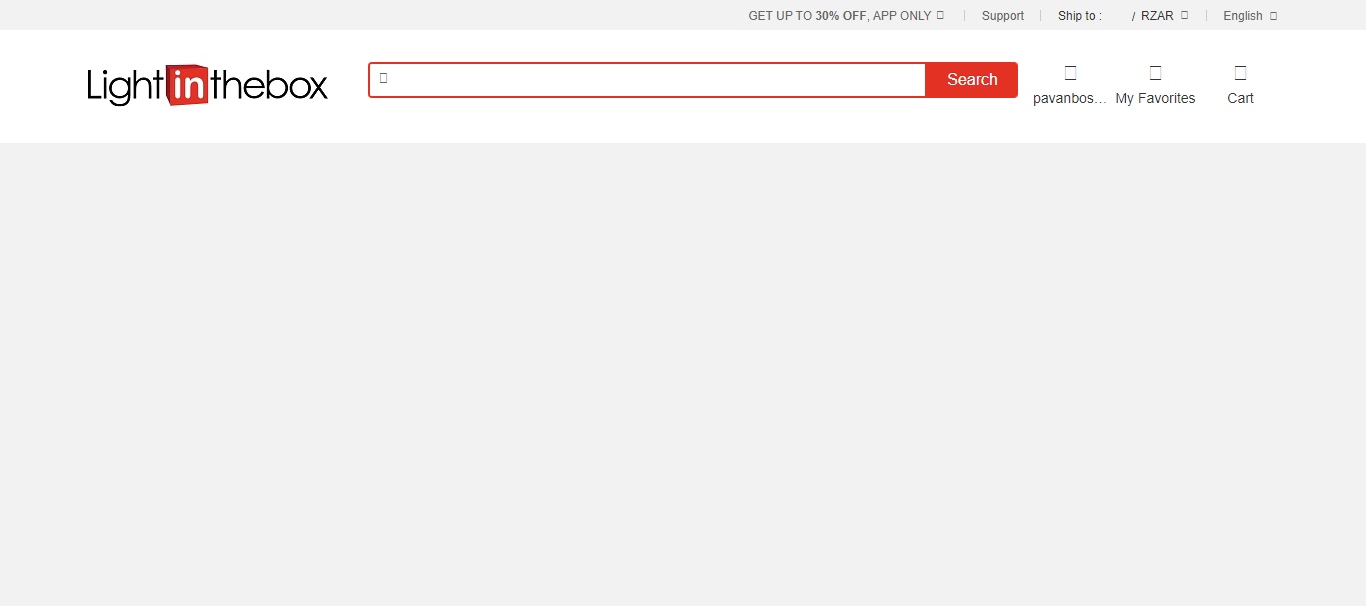 GET UP TO 30% OFF, APP ONLY
Support
Ship to : / RZAR
English
Lightinthebox
Search
pavanbos...
My Favorites
Cart